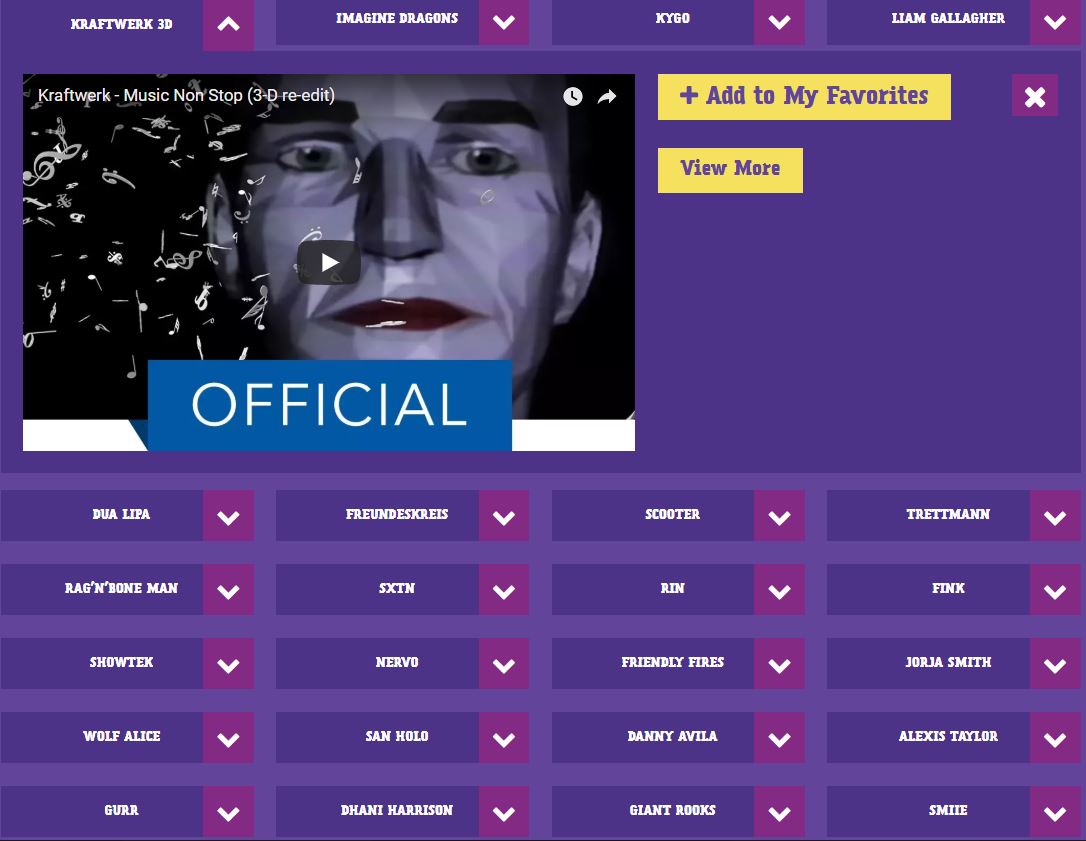 KRAFTWERK 3D
IMAGINE DRAGONS
KYGO
LIAM GALLAGHER
Kraftwerk - Music Non Stop (3-D re-edit)
OFFICIAL
+ Add to My Favorites
View More
DUA LIPA
FREUNDESKREIS
SCOOTER
TRETTMANN
RAG'N'BONE MAN
SXTN
RIN
FINK
SHOWTEK
NERVO
FRIENDLY FIRES
JORJA SMITH
WOLF ALICE
SAN HOLO
DANNY AVILA
ALEXIS TAYLOR
GURR
DHANI HARRISON
GIANT ROOKS
SMIIE